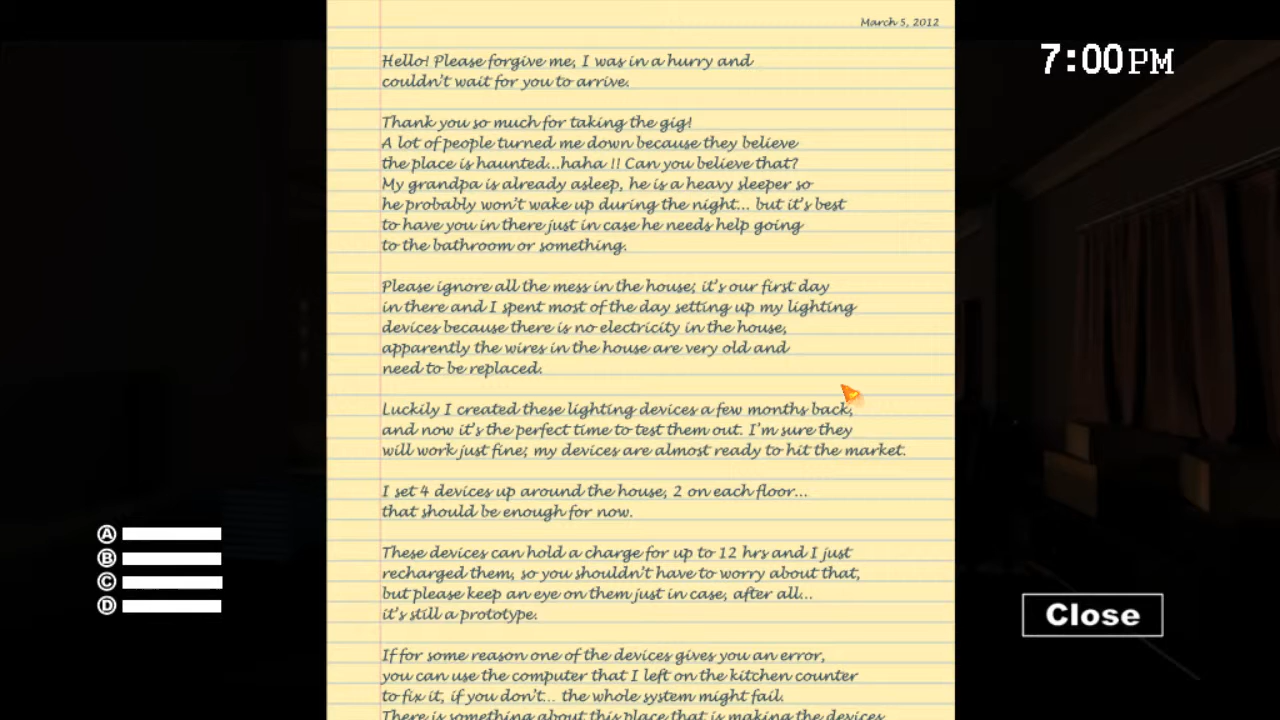 March 5, 2012
7:00PM
Hello! Please forgive me, I was in a hurry and
couldn't wait for you to arrive.
Thank you so much for taking the gig!
A lot of people turned me down because they believe
the place is haunted...haha !! Can you believe that?
My grandpa is already asleep, he is a heavy sleeper so
he probably won't wake up during the night... but it's best
to have you in there just in case he needs help going
to the bathroom or something.
Please ignore all the mess in the house; it's our first day
in there and I spent most of the day setting up my lighting
devices because there is no electricity in the house,
apparently the wires in the house are very old and
need to be replaced.
Luckily I created these lighting devices a few months back,
and now it's the perfect time to test them out. I'm sure they
will work just fine; my devices are almost ready to hit the market.
I set 4 devices up around the house, 2 on each floor...
that should be enough for now.
These devices can hold a charge for up to 12 hrs and I just
recharged them, so you shouldn't have to worry about that,
but please keep an eye on them just in case, after all...
it's still a prototype.
If for some reason one of the devices gives you an error,
you can use the computer that I left on the kitchen counter
to fix it, if you don't... the whole system might fail.
There is something about this place that is making the devices
A
B
C
D
Close